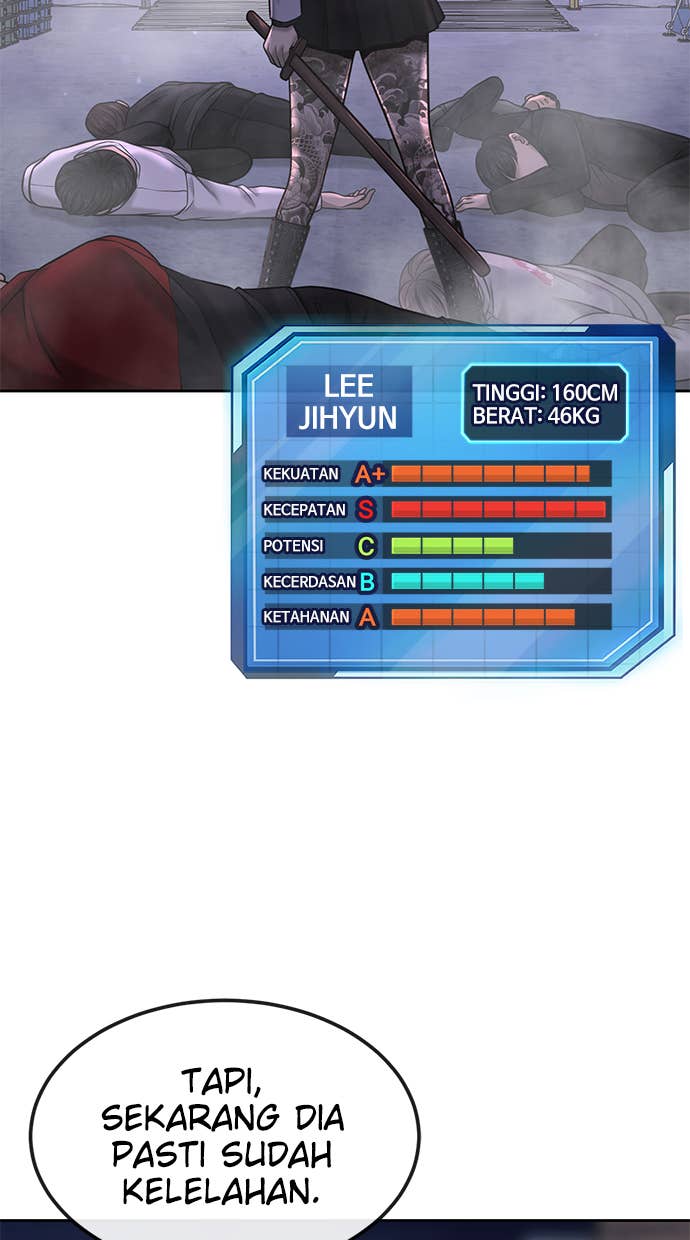 LEE
JIHYUN
TINGGI: 160CM
BERAT: 46KG
KEKUATAN A+
KECEPATAN S
POTENSI C
KECERDASAN B
KETAHANAN A
TAPI,
SEKARANG DIA
PASTI SUDAH
KELELAHAN.